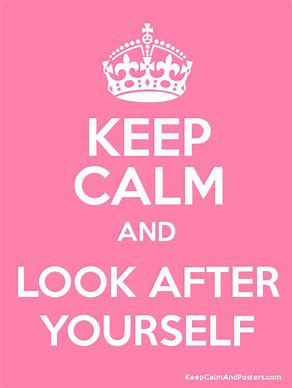 KEEP
CALM
AND
LOOK AFTER
YOURSELF
KeepCalmAndPosters.com